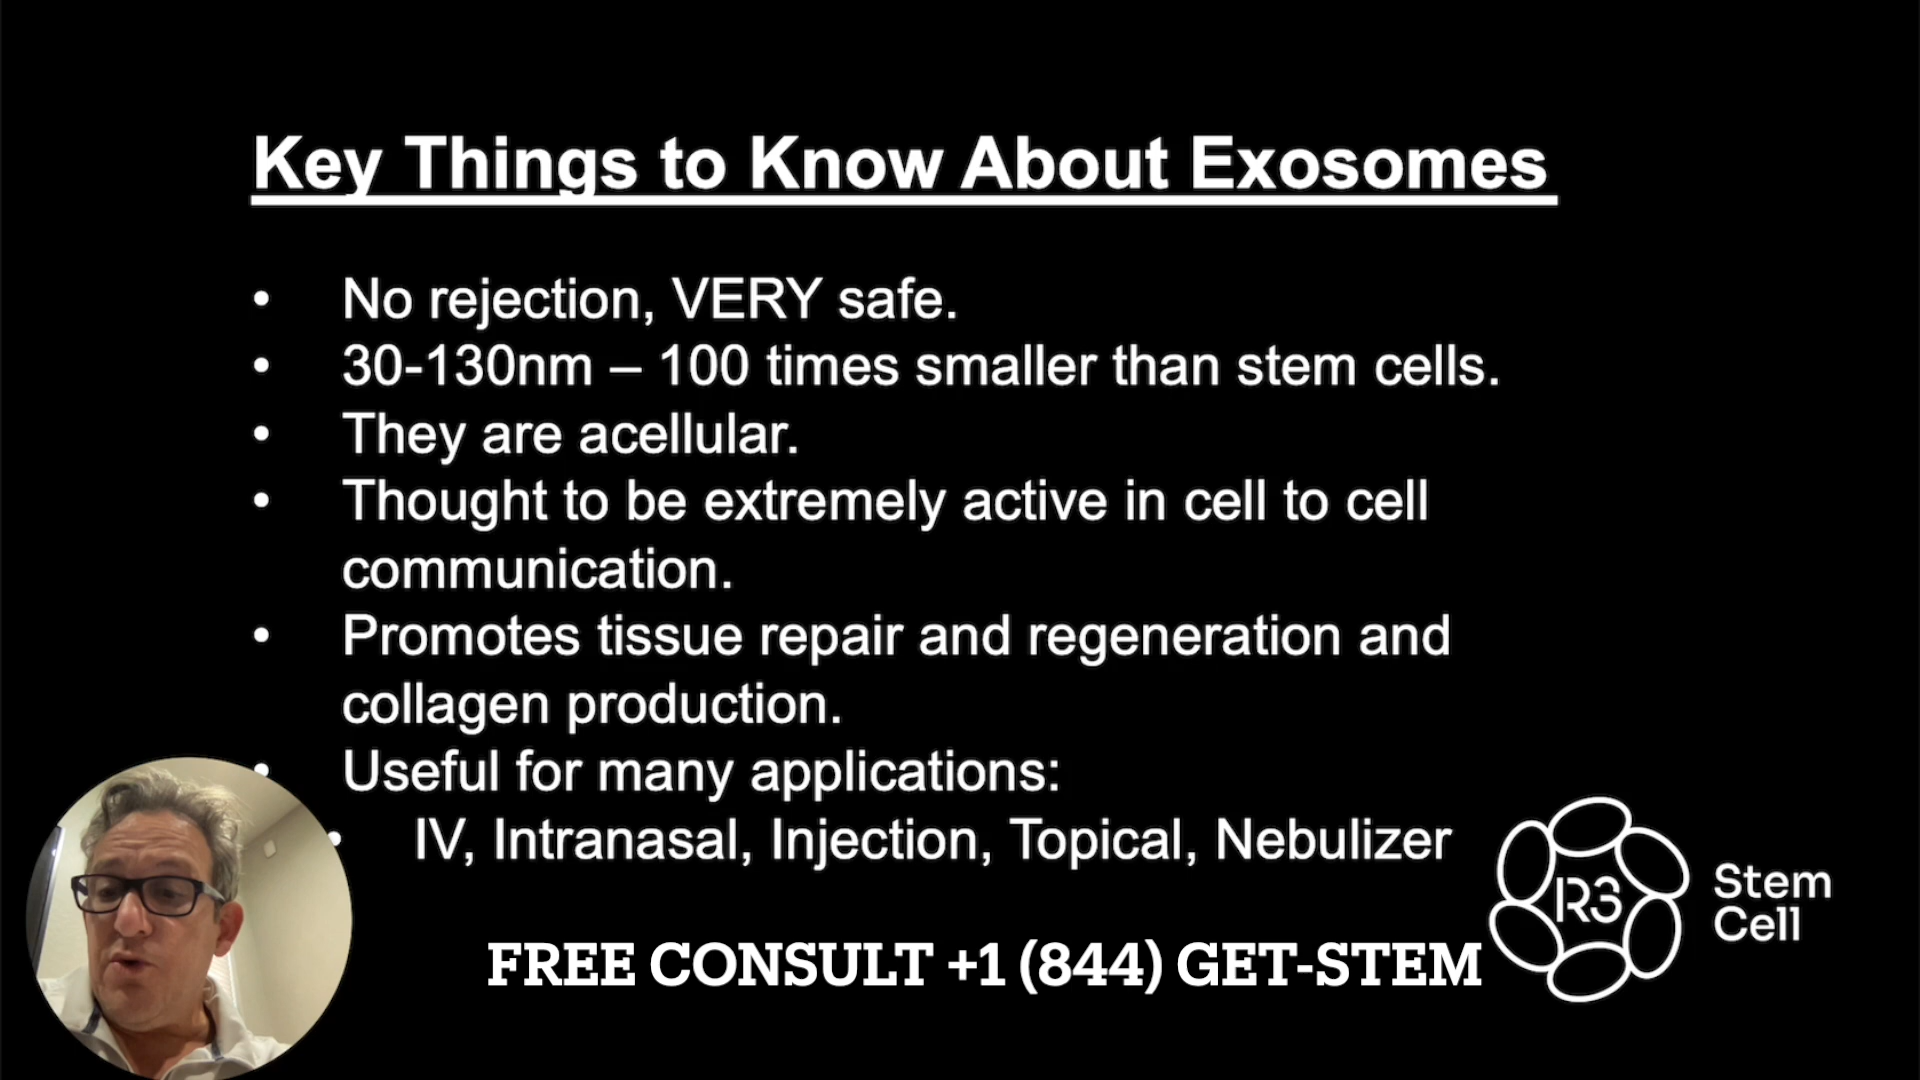 Key Things to Know About Exosomes
• No rejection, VERY safe.
• 30-130nm – 100 times smaller than stem cells.
• They are acellular.
• Thought to be extremely active in cell to cell
communication.
• Promotes tissue repair and regeneration and
collagen production.
• Useful for many applications:
• IV, Intranasal, Injection, Topical, Nebulizer
R3
Stem
Cell
FREE CONSULT +1 (844) GET-STEM